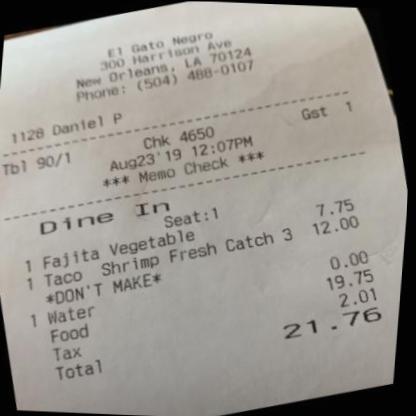 El Gato Negro
300 Harrison Ave
New Orleans, LA 70124
Phone: (504) 488-0107
1128 Daniel P
Tbl 90/1 Chk 4650 Gst 1
Aug23'19 12:07PM
*** Memo Check ***
Dine In
Seat:1
1 Fajita Vegetable 7.75
1 Taco Shrimp Fresh Catch 3 12.00
*DON'T MAKE*
1 Water 0.00
Food 19.75
Tax 2.01
Total 21.76